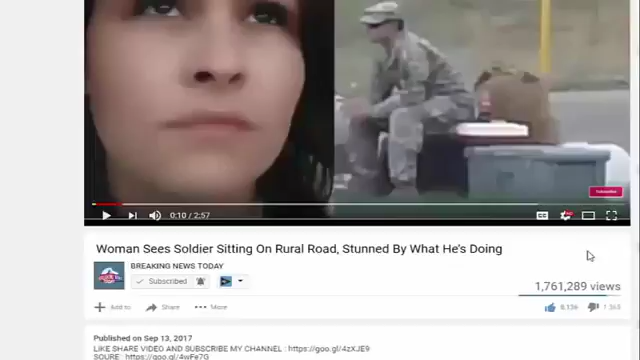 Subscribe
0:10 / 2:57
Woman Sees Soldier Sitting On Rural Road, Stunned By What He's Doing
BREAKING NEWS TODAY
Subscribed
1,761,289 views
Add to Share More
Published on Sep 13, 2017
LIKE SHARE VIDEO AND SUBSCRIBE MY CHANNEL : https://goo.gl/4zXJE9
SOURE : https://goo.gl/4wFe7G